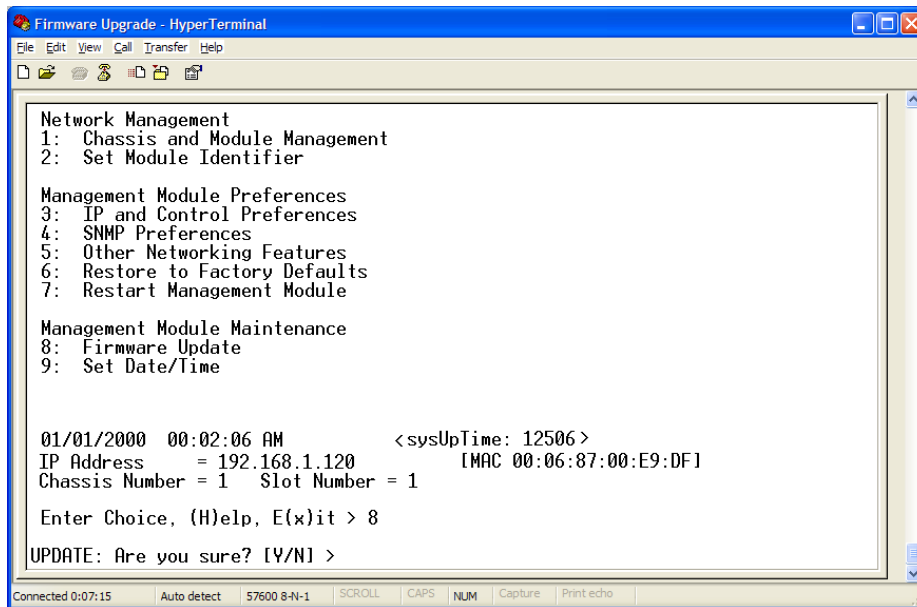 Firmware Upgrade - HyperTerminal
File Edit View Call Transfer Help
Network Management
1: Chassis and Module Management
2: Set Module Identifier
Management Module Preferences
3: IP and Control Preferences
4: SNMP Preferences
5: Other Networking Features
6: Restore to Factory Defaults
7: Restart Management Module
Management Module Maintenance
8: Firmware Update
9: Set Date/Time
01/01/2000 00:02:06 AM <sysUpTime: 12506>
IP Address = 192.168.1.120 [MAC 00:06:87:00:E9:DF]
Chassis Number = 1 Slot Number = 1
Enter Choice, (H)elp, E(x)it > 8
UPDATE: Are you sure? [Y/N] >
Connected 0:07:15 Auto detect 57600 8-N-1 SCROLL CAPS NUM Capture Print echo